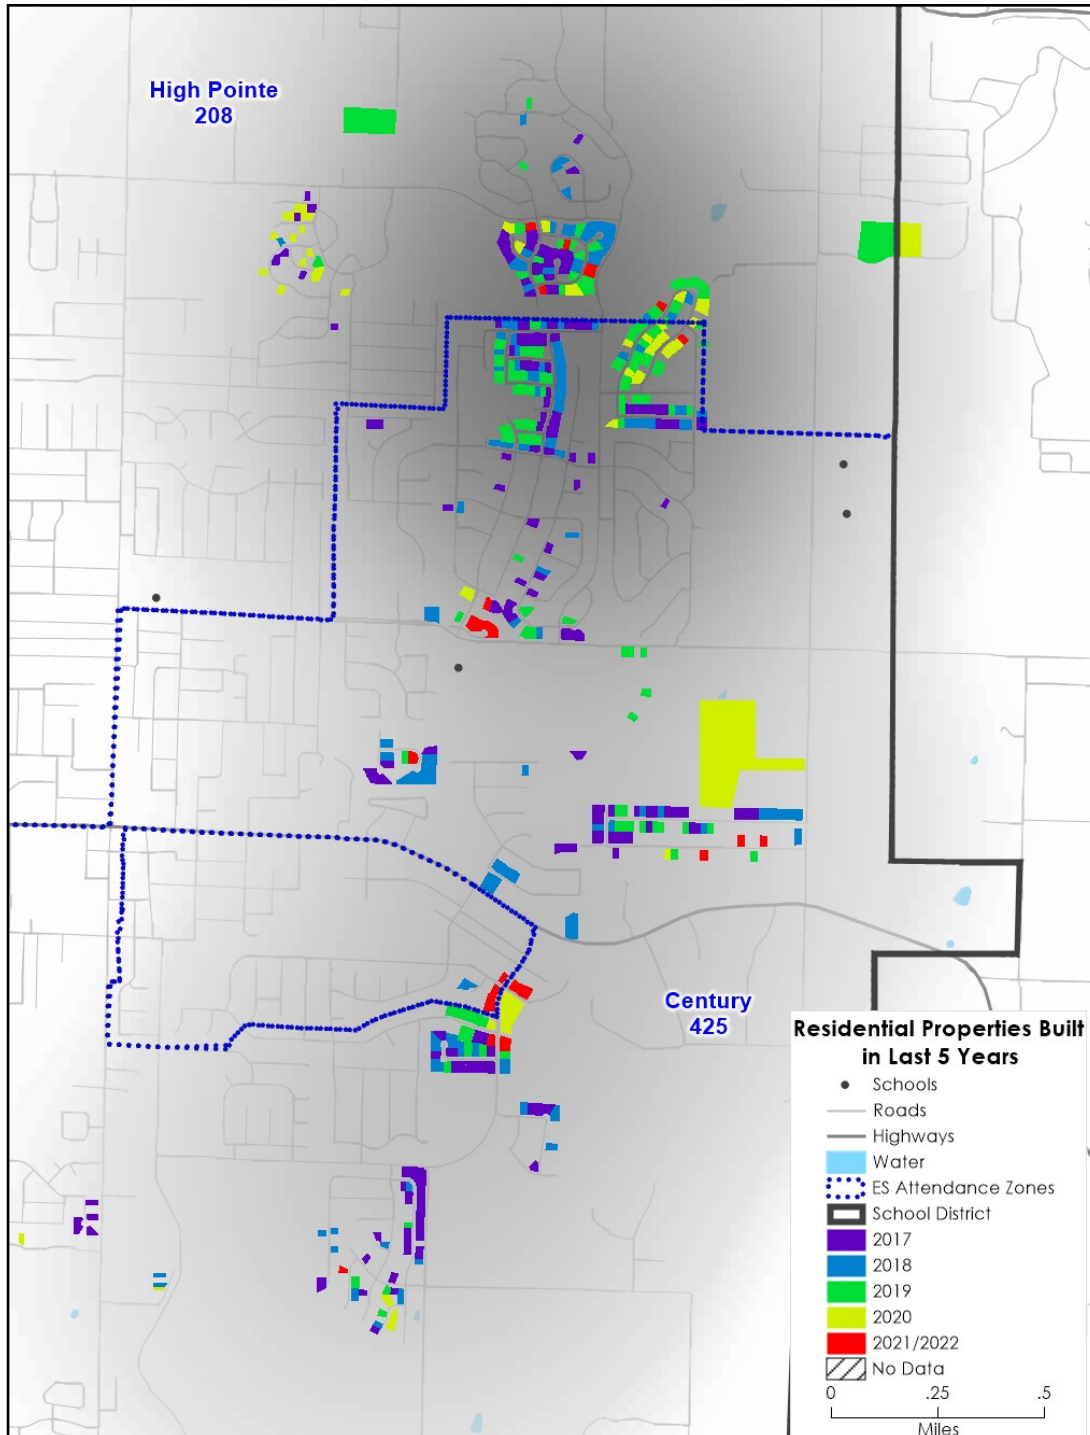 High Pointe
208
Century
425
Residential Properties Built
in Last 5 Years
Schools
Roads
Highways
Water
ES Attendance Zones
School District
2017
2018
2019
2020
2021/2022
No Data
0 .25 .5
Miles